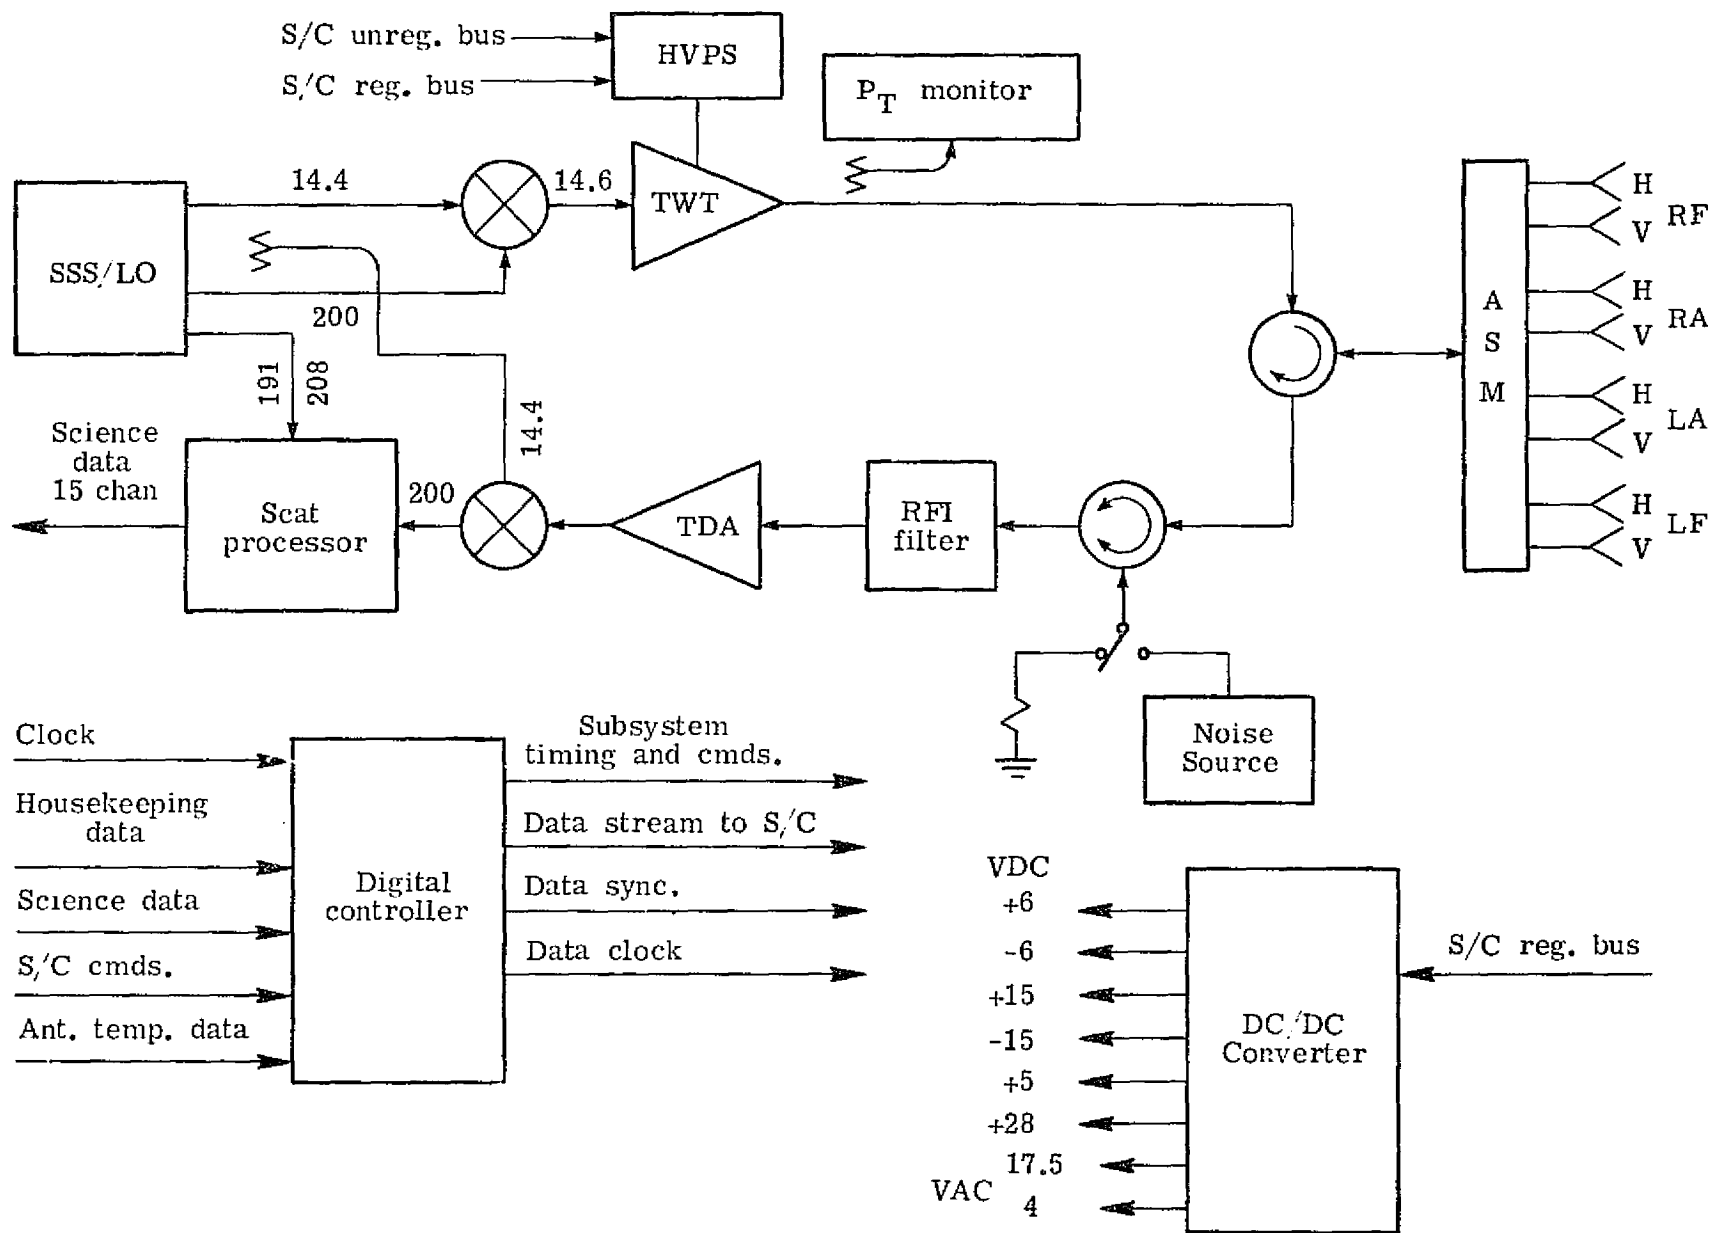 S/C unreg. bus
S/C reg. bus
HVPS
P_T monitor
14.4
14.6
TWT
SSS/LO
200
191
208
14.4
Science
data
15 chan
Scat
processor
200
TDA
RFI
filter
A
S
M
H
V
RF
H
V
RA
H
V
LA
H
V
LF
Noise
Source
Clock
Housekeeping
data
Science data
S/C cmds.
Ant. temp. data
Digital
controller
Subsystem
timing and cmds.
Data stream to S/C
Data sync.
Data clock
VDC
+6
-6
+15
-15
+5
+28
17.5
VAC
4
DC/DC
Converter
S/C reg. bus